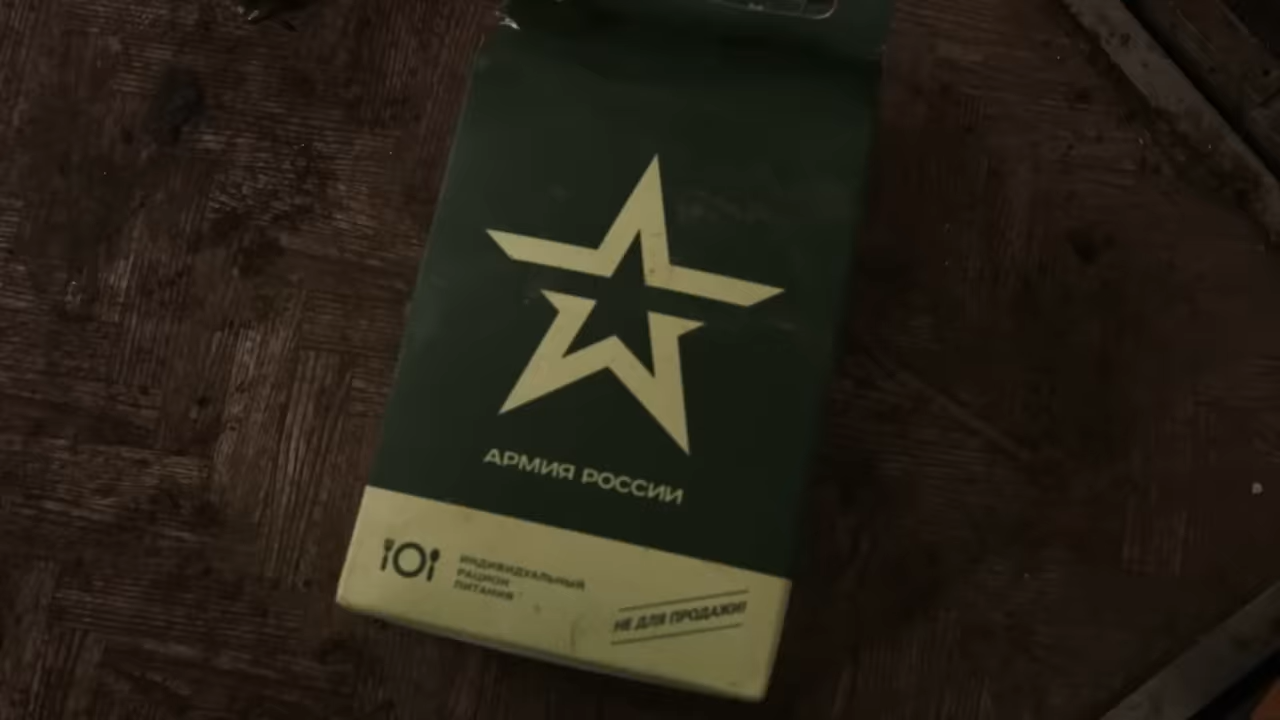 АРМИЯ РОССИИ
ИНДИВИДУАЛЬНЫЙ
РАЦИОН
ПИТАНИЯ
НЕ ДЛЯ ПРОДАЖИ!